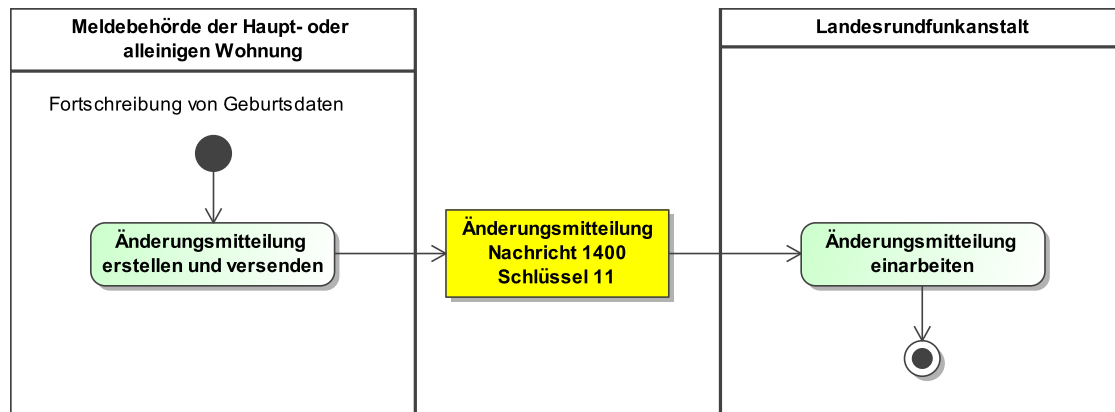 Meldebehörde der Haupt- oder
alleinigen Wohnung
Landesrundfunkanstalt
Fortschreibung von Geburtsdaten
Änderungsmitteilung
erstellen und versenden
Änderungsmitteilung
Nachricht 1400
Schlüssel 11
Änderungsmitteilung
einarbeiten